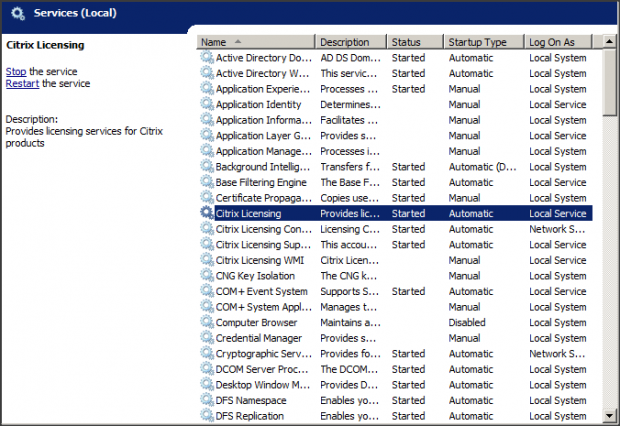 Services (Local)
Citrix Licensing
Stop the service
Restart the service
Description:
Provides licensing services for Citrix
products
Name Description Status Startup Type Log On As
Active Directory Do... AD DS Dom... Started Automatic Local System
Active Directory W... This servic... Started Automatic Local System
Application Experie... Processes ... Started Manual Local System
Application Identity Determines... Manual Local Service
Application Informa... Facilitates ... Manual Local System
Application Layer G... Provides s... Manual Local Service
Application Manage... Processes i... Manual Local System
Background Intellig... Transfers f... Started Automatic (D... Local System
Base Filtering Engine The Base F... Started Automatic Local Service
Certificate Propaga... Copies use... Started Manual Local System
Citrix Licensing Provides lic... Started Automatic Local Service
Citrix Licensing Con... Licensing C... Started Automatic Network S...
Citrix Licensing Sup... This accou... Started Automatic Local Service
Citrix Licensing WMI Citrix Licen... Manual Local System
CNG Key Isolation The CNG k... Manual Local System
COM+ Event System Supports S... Started Automatic Local Service
COM+ System Appl... Manages t... Manual Local System
Computer Browser Maintains a... Disabled Local System
Credential Manager Provides s... Manual Local System
Cryptographic Serv... Provides fo... Started Automatic Network S...
DCOM Server Proc... The DCOM... Started Automatic Local System
Desktop Window M... Provides D... Started Automatic Local System
DFS Namespace Enables yo... Started Automatic Local System
DFS Replication Enables yo... Started Automatic Local System